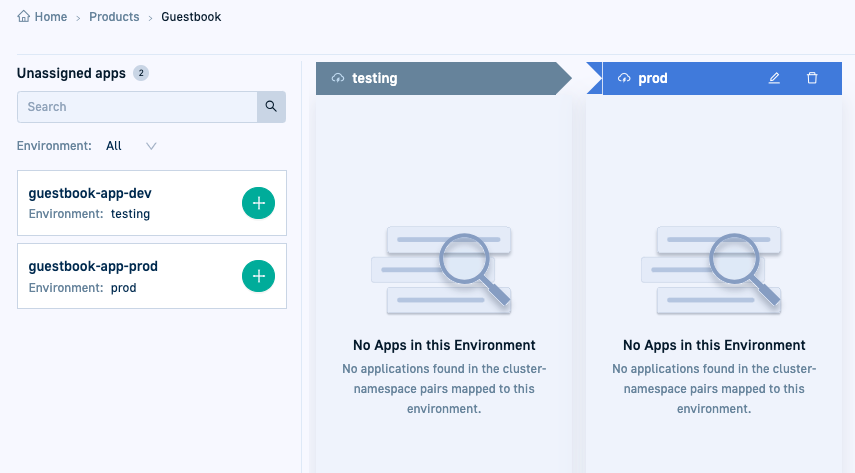 Home > Products > Guestbook
Unassigned apps 2
Search
Environment: All
guestbook-app-dev
Environment: testing
guestbook-app-prod
Environment: prod
testing
No Apps in this Environment
No applications found in the cluster-
namespace pairs mapped to this
environment.
prod
No Apps in this Environment
No applications found in the cluster-
namespace pairs mapped to this
environment.